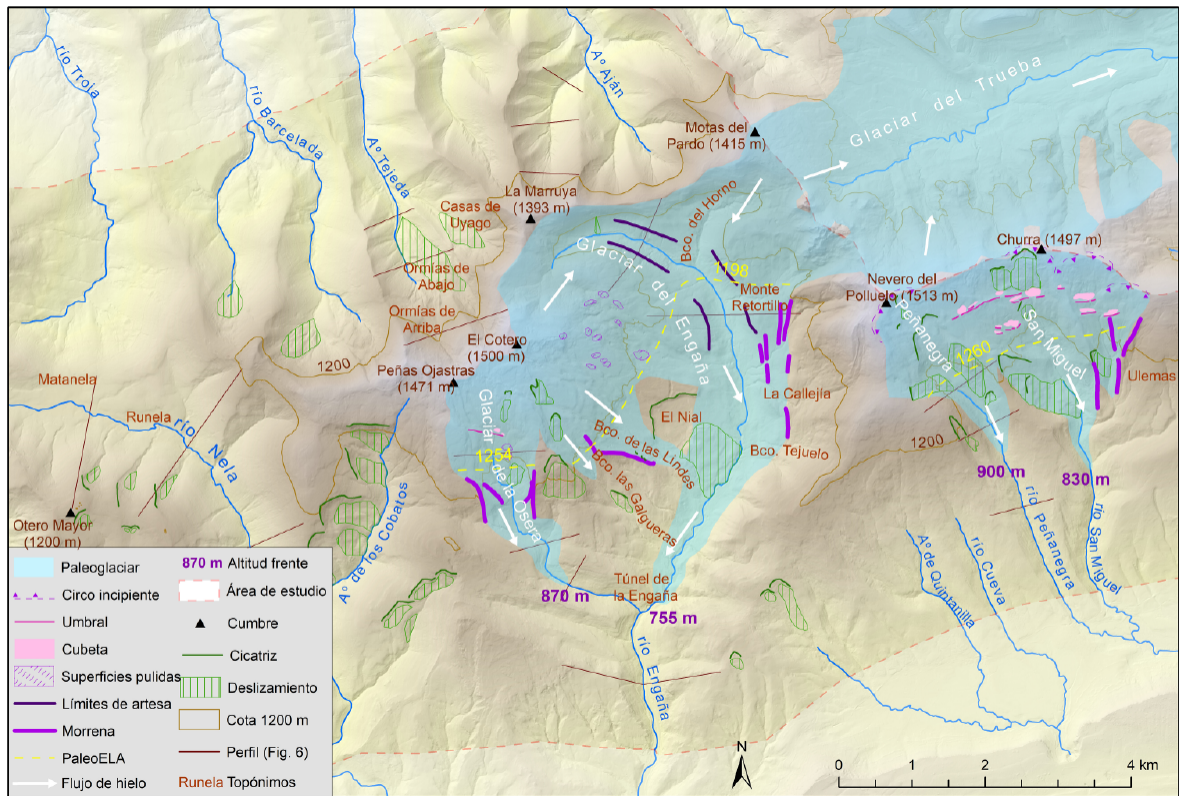 río Troja
río Barcelada
Aº Tejeda
Aº Aján
Glaciar del Trueba
Motas del
Pardo (1415 m)
La Marruya
(1393 m)
Casas de
Uyago
Ormías de
Abajo
Ormías de
Arriba
Bco. del Horno
Glaciar del Engaña
1198
Monte
Retortillo
Churra (1497 m)
Nevero del
Polluelo (1513 m)
Peñanegra
San Miguel
1260
Ulemas
El Cotero
(1500 m)
Peñas Ojastras
(1471 m)
1200
Matanela
Runela
río Nela
Otero Mayor
(1200 m)
Aº de los Cobatos
Glaciar de la Osera
1254
El Nial
La Callejía
Bco. Tejuelo
Bco. de las Lindes
Bco. las Galgueras
1200
900 m
830 m
río Peñanegra
río San Miguel
río Cueva
Aº de Quintanilla
Túnel de
la Engaña
870 m
755 m
río Engaña
Paleoglaciar
Circo incipiente
Umbral
Cubeta
Superficies pulidas
Límites de artesa
Morrena
PaleoELA
Flujo de hielo
870 m Altitud frente
Área de estudio
Cumbre
Cicatriz
Deslizamiento
Cota 1200 m
Perfil (Fig. 6)
Runela Topónimos
N
0 1 2 4 km